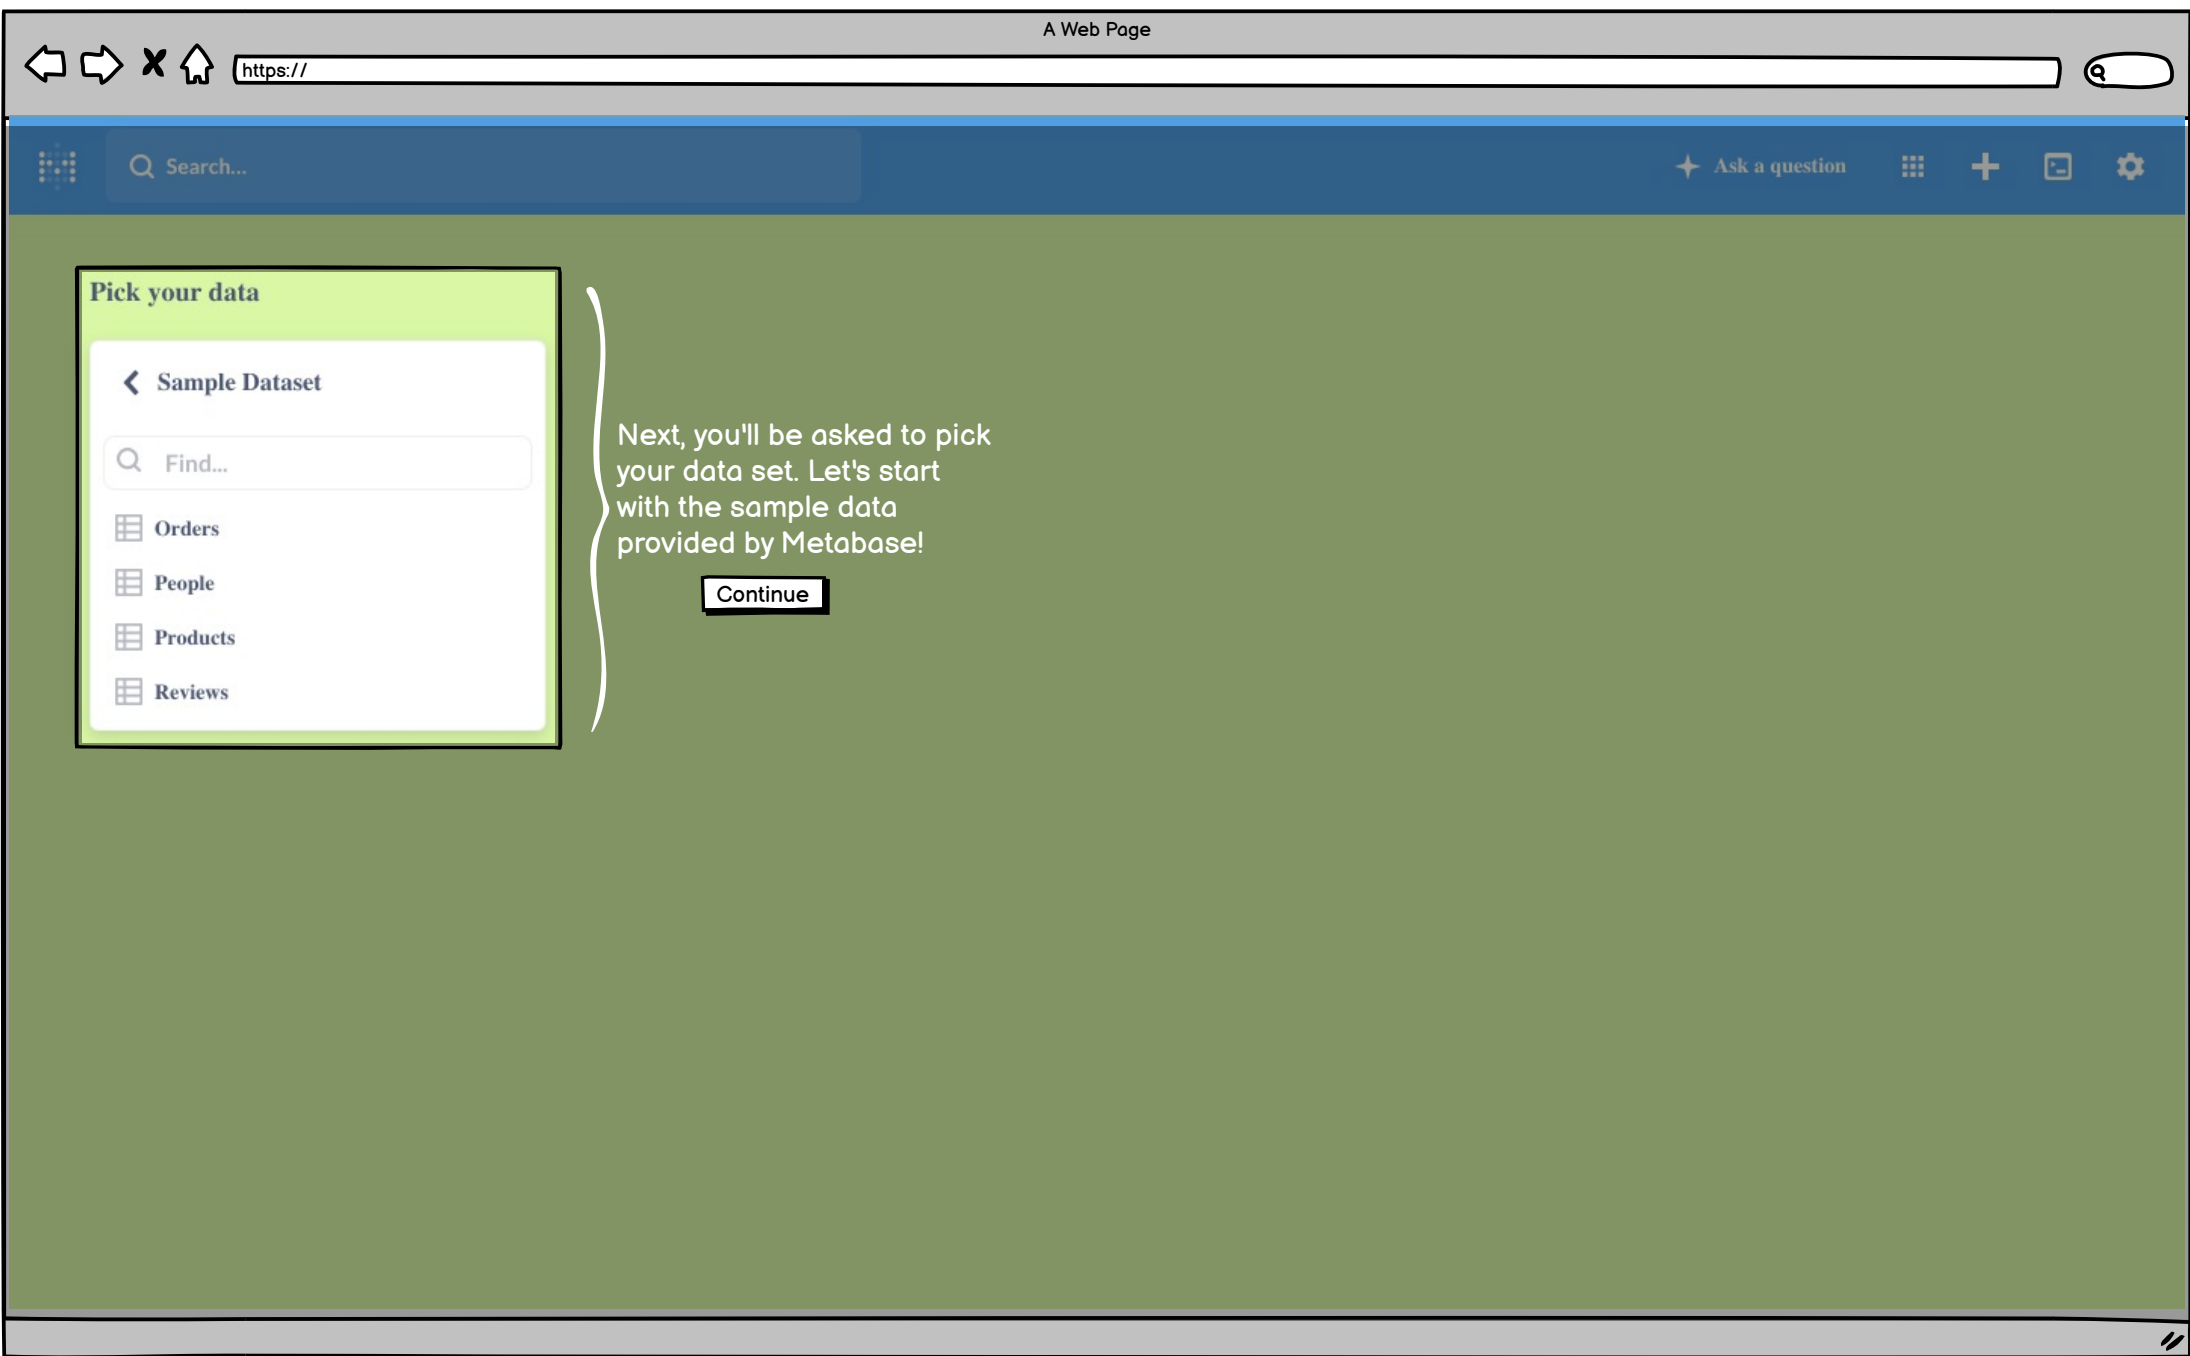 A Web Page
https://
Search...
Ask a question
Pick your data
Sample Dataset
Find...
Orders
People
Products
Reviews
Next, you'll be asked to pick
your data set. Let's start
with the sample data
provided by Metabase!
Continue